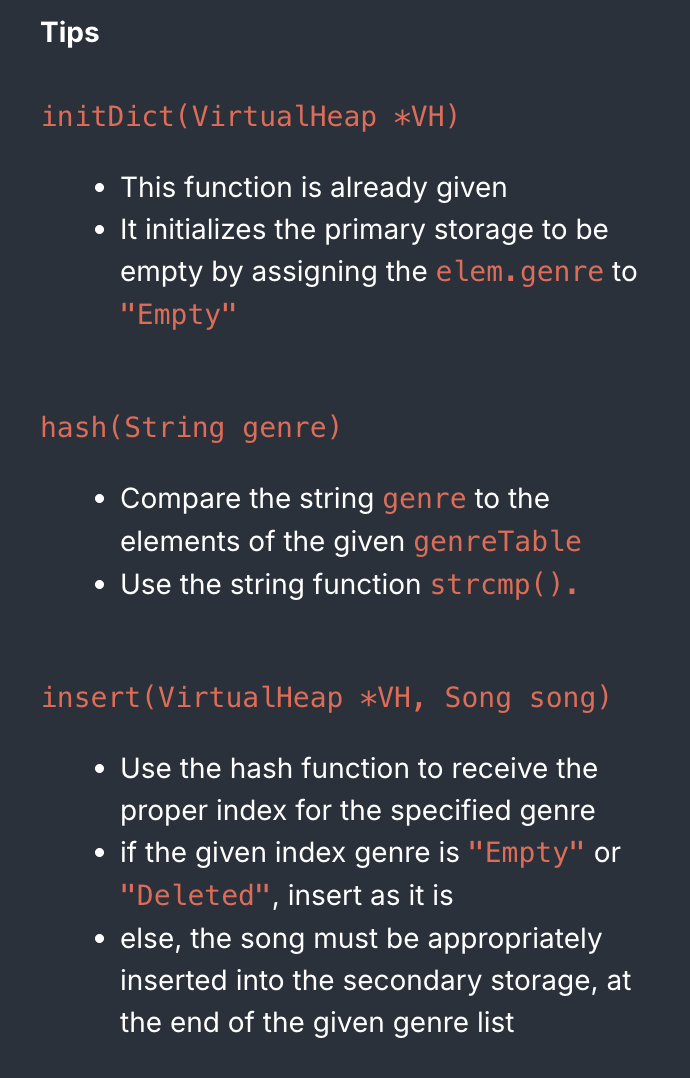 Tips
initDict(VirtualHeap *VH)
• This function is already given
• It initializes the primary storage to be
empty by assigning the elem.genre to
"Empty"
hash(String genre)
• Compare the string genre to the
elements of the given genreTable
• Use the string function strcmp().
insert(VirtualHeap *VH, Song song)
• Use the hash function to receive the
proper index for the specified genre
• if the given index genre is "Empty" or
"Deleted", insert as it is
• else, the song must be appropriately
inserted into the secondary storage, at
the end of the given genre list